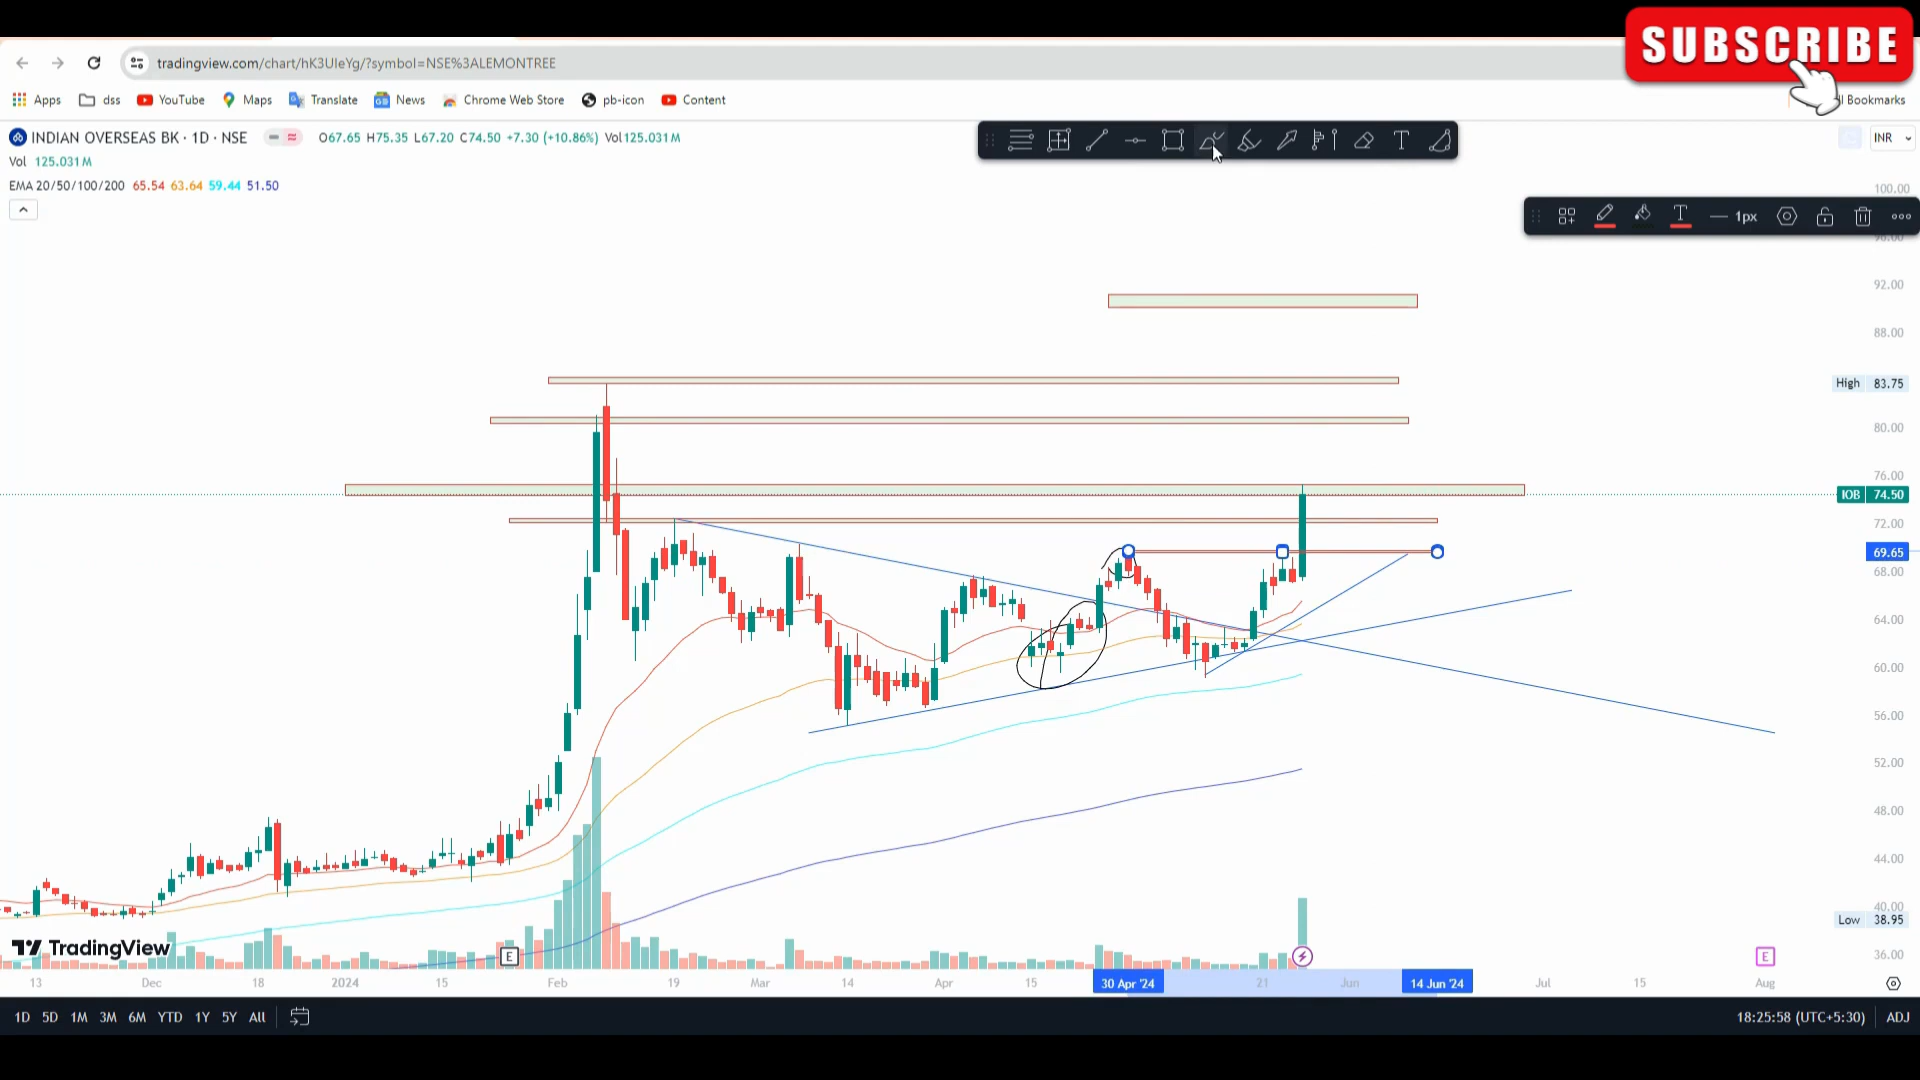 SUBSCRIBE
tradingview.com/chart/hK3UIeYg/?symbol=NSE%3ALEMONTREE
Apps dss YouTube Maps Translate News Chrome Web Store pb-icon Content Bookmarks
INDIAN OVERSEAS BK · 1D · NSE O67.65 H75.35 L67.20 C74.50 +7.30 (+10.86%) Vol125.031M
INR
Vol 125.031M
EMA 20/50/100/200 65.54 63.64 59.44 51.50
100.00
1px
96.00
92.00
88.00
High 83.75
80.00
76.00
IOB 74.50
72.00
69.65
68.00
64.00
60.00
56.00
52.00
48.00
44.00
40.00
Low 38.95
TradingView
E
E
36.00
13 Dec 18 2024 15 Feb 19 Mar 14 Apr 15 30 Apr '24 21 Jun 14 Jun '24 Jul 15 Aug
1D 5D 1M 3M 6M YTD 1Y 5Y All
18:25:58 (UTC+5:30) ADJ